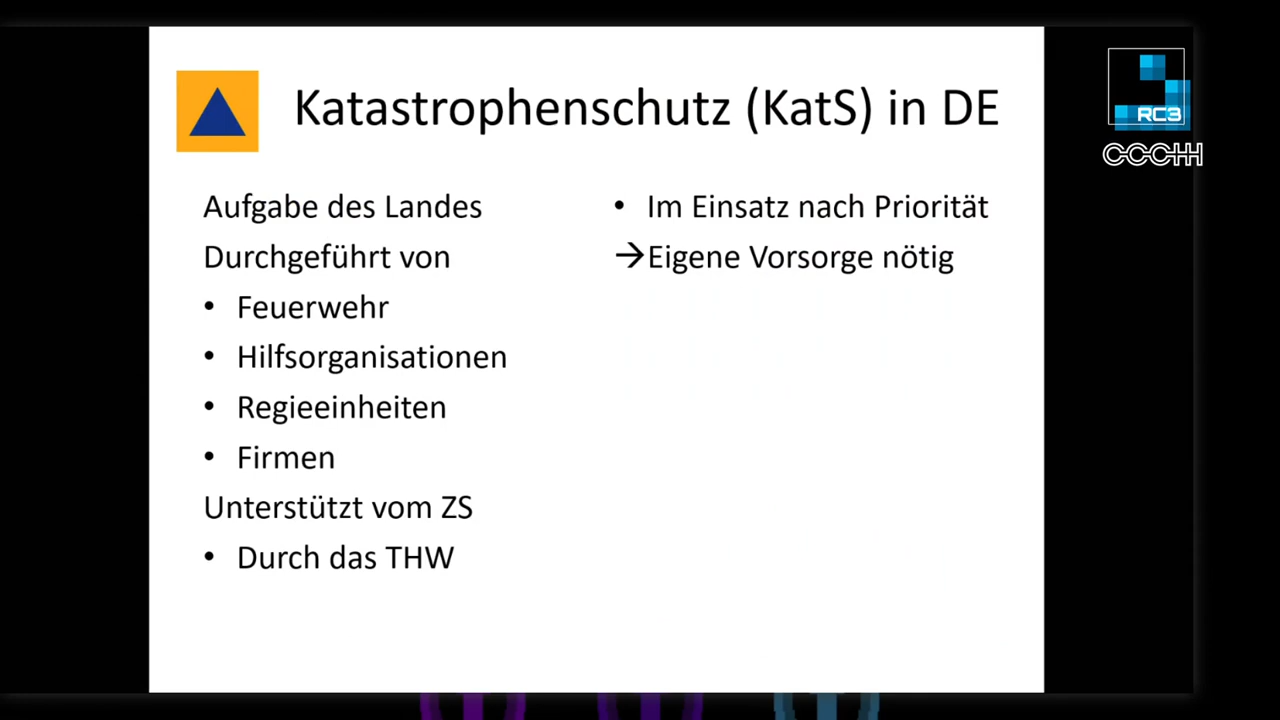 Katastrophenschutz (KatS) in DE
Aufgabe des Landes
Durchgeführt von
• Feuerwehr
• Hilfsorganisationen
• Regieeinheiten
• Firmen
Unterstützt vom ZS
• Durch das THW
• Im Einsatz nach Priorität
→Eigene Vorsorge nötig
RC3
CCCHH